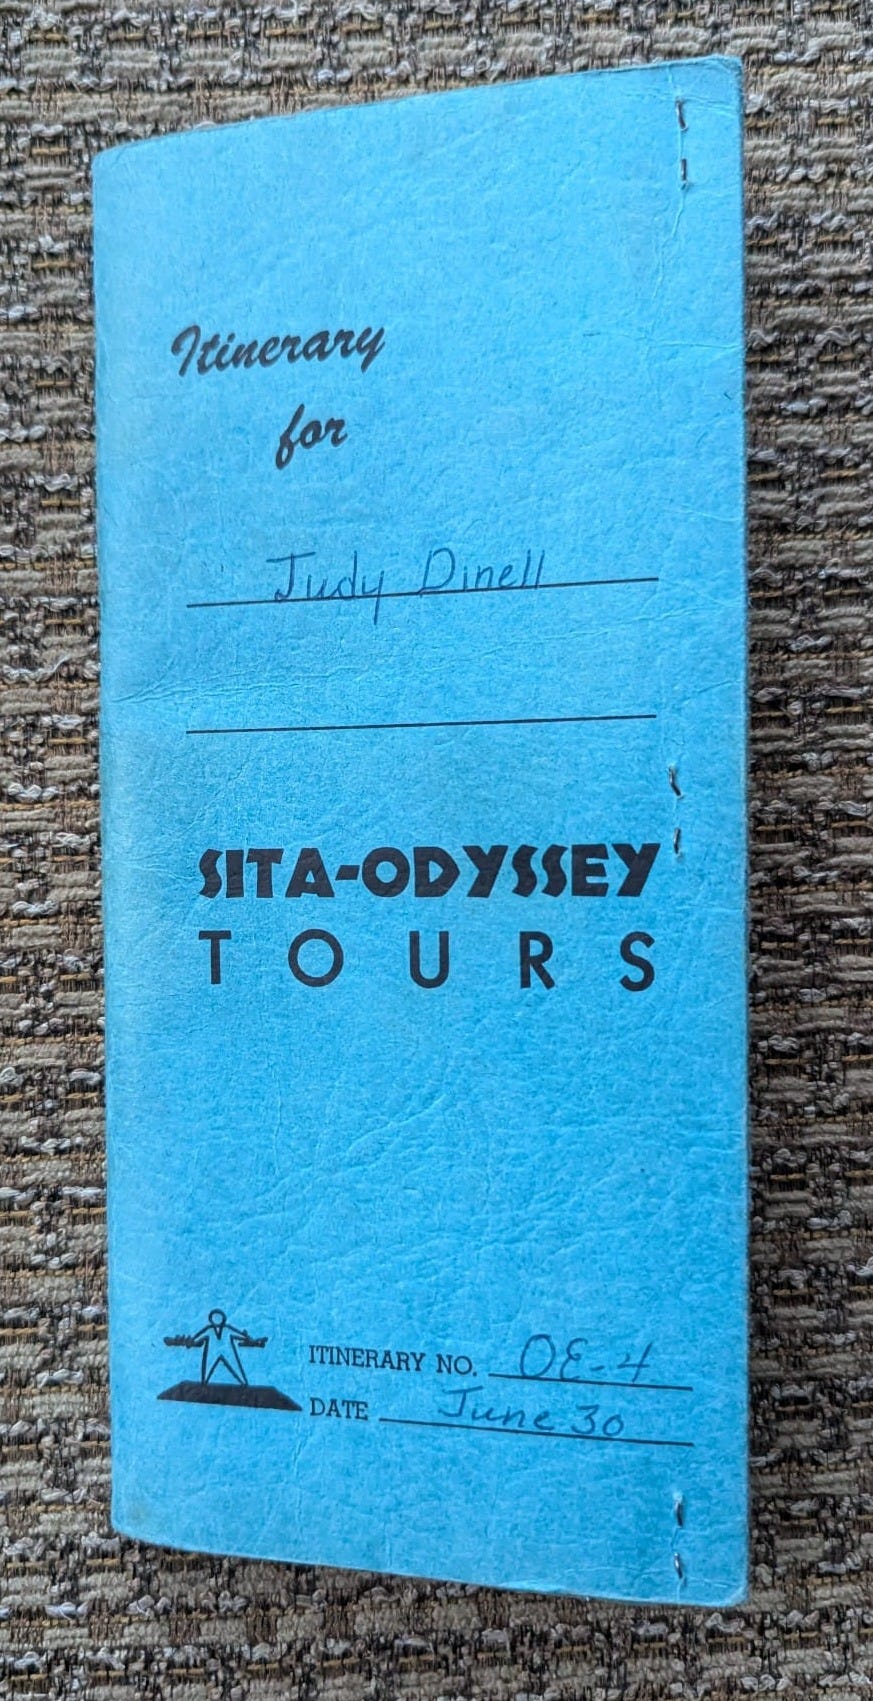 Itinerary
for
Judy Dinell
SITA-ODYSSEY
TOURS
ITINERARY NO. OE-4
DATE June 30